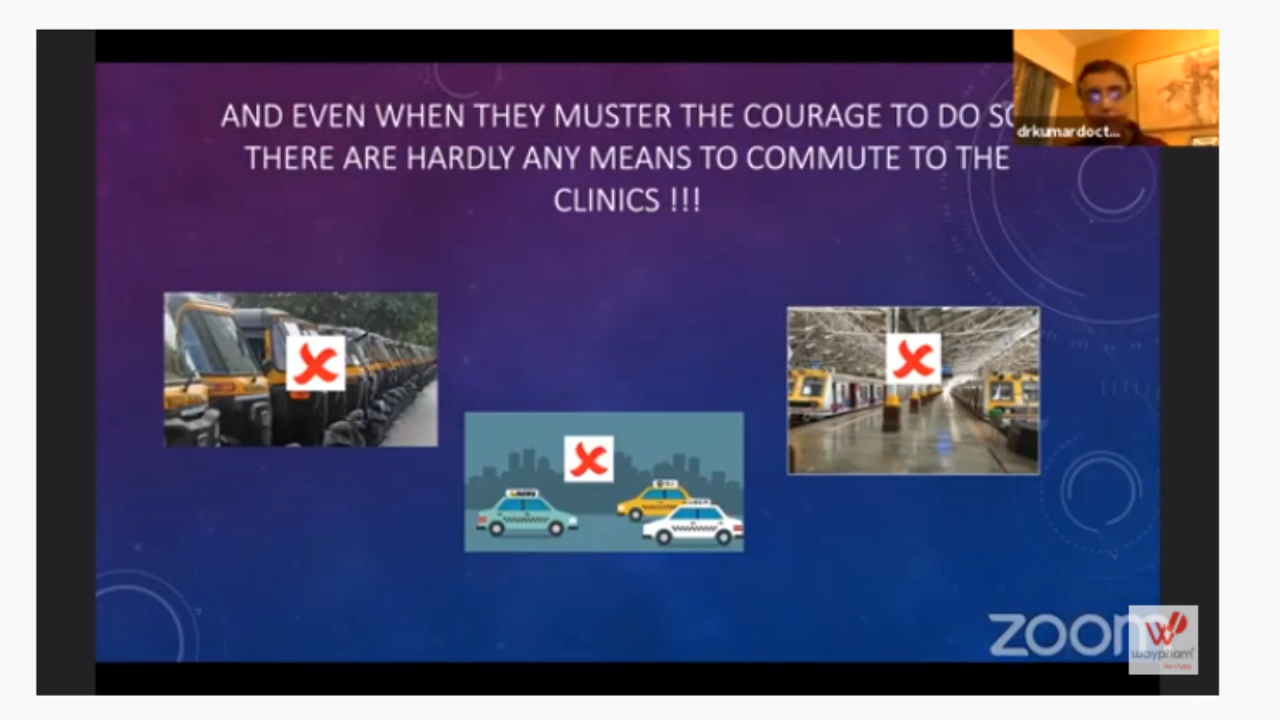 AND EVEN WHEN THEY MUSTER THE COURAGE TO DO SO
THERE ARE HARDLY ANY MEANS TO COMMUTE TO THE
CLINICS !!!
drkumardoct...
zoom
waypham